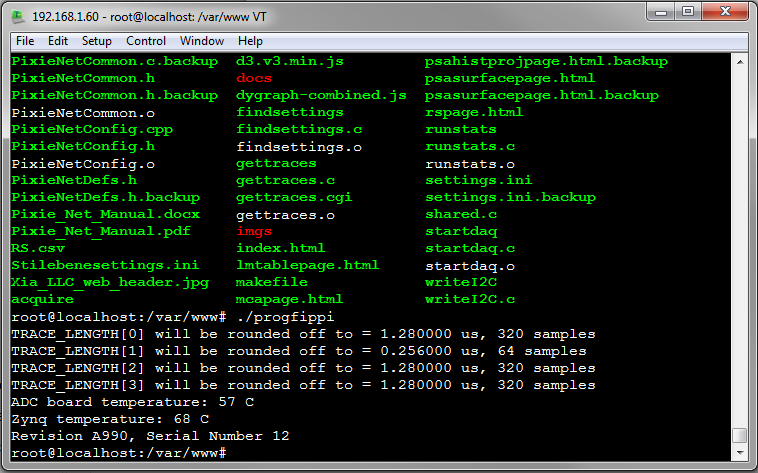 192.168.1.60 - root@localhost: /var/www VT
File Edit Setup Control Window Help
PixieNetCommon.c.backup d3.v3.min.js psahistprojpage.html.backup
PixieNetCommon.h docs psasurfacepage.html
PixieNetCommon.h.backup dygraph-combined.js psasurfacepage.html.backup
PixieNetCommon.o findsettings rspage.html
PixieNetConfig.cpp findsettings.c runstats
PixieNetConfig.h findsettings.o runstats.c
PixieNetConfig.o gettraces runstats.o
PixieNetDefs.h gettraces.c settings.ini
PixieNetDefs.h.backup gettraces.cgi settings.ini.backup
Pixie_Net_Manual.docx gettraces.o shared.c
Pixie_Net_Manual.pdf imgs startdaq
RS.csv index.html startdaq.c
Stilbenesettings.ini lmtablepage.html startdaq.o
Xia_LLC_web_header.jpg makefile writeI2C
acquire mcapage.html writeI2C.c
root@localhost:/var/www# ./progfippi
TRACE_LENGTH[0] will be rounded off to = 1.280000 us, 320 samples
TRACE_LENGTH[1] will be rounded off to = 0.256000 us, 64 samples
TRACE_LENGTH[2] will be rounded off to = 1.280000 us, 320 samples
TRACE_LENGTH[3] will be rounded off to = 1.280000 us, 320 samples
ADC board temperature: 57 C
Zynq temperature: 68 C
Revision A990, Serial Number 12
root@localhost:/var/www#